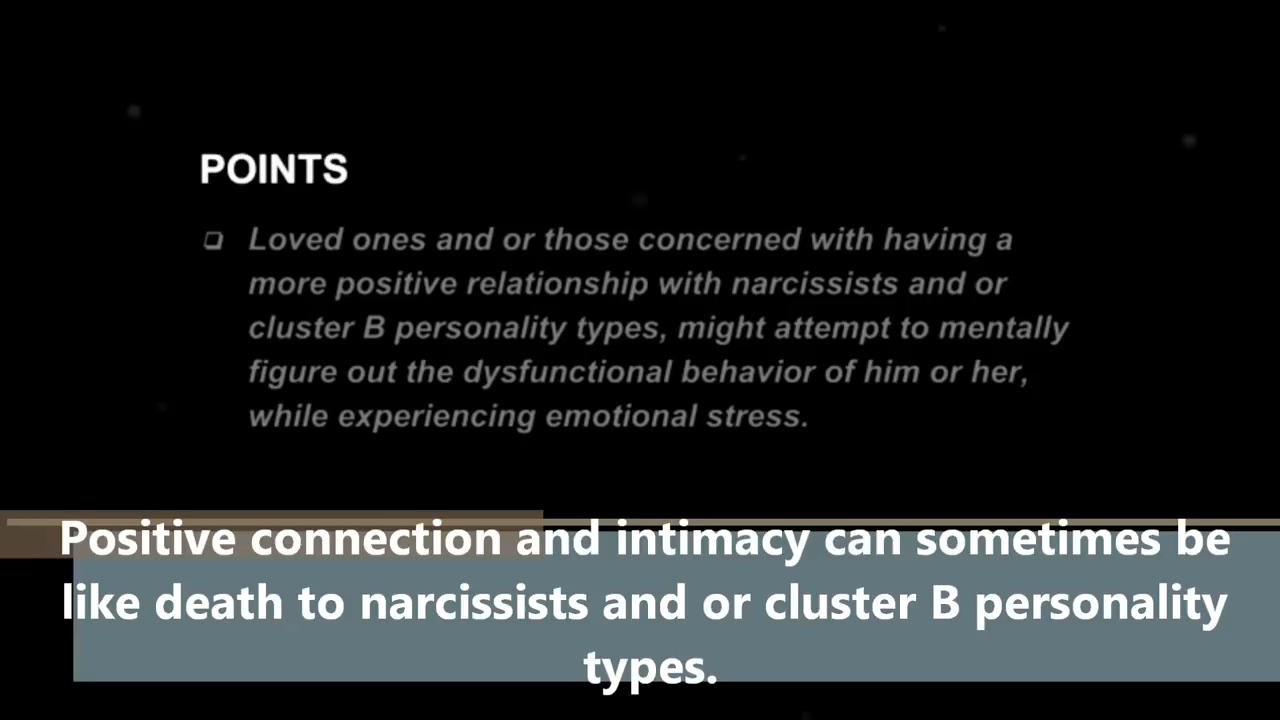 POINTS
❑ Loved ones and or those concerned with having a
more positive relationship with narcissists and or
cluster B personality types, might attempt to mentally
figure out the dysfunctional behavior of him or her,
while experiencing emotional stress.
Positive connection and intimacy can sometimes be
like death to narcissists and or cluster B personality
types.